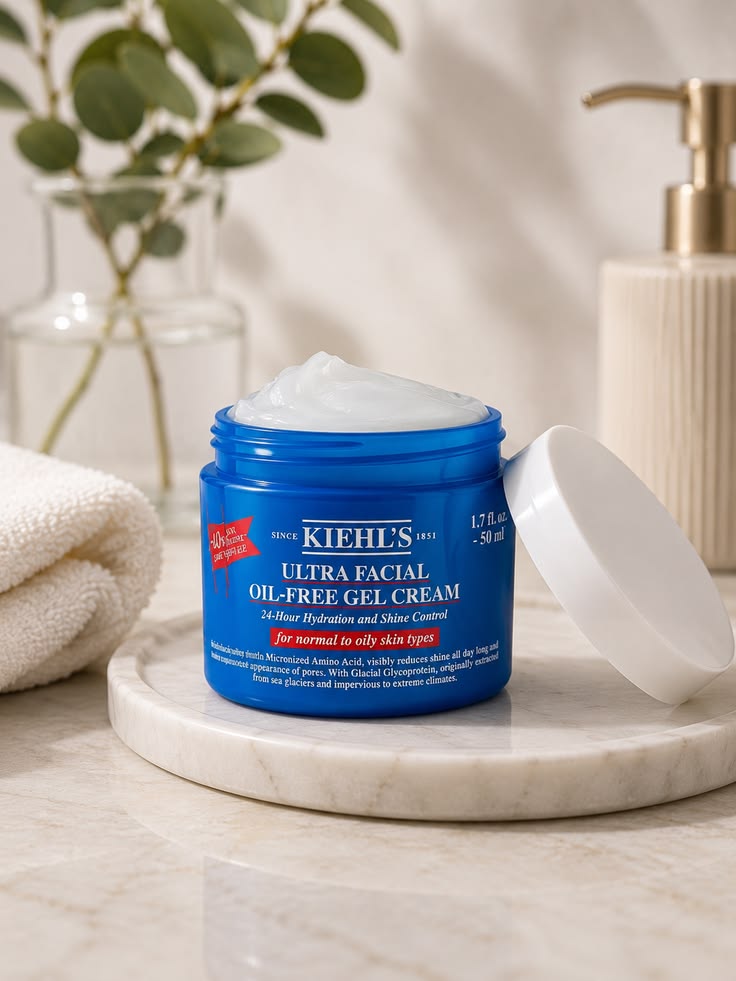 SINCE KIEHL'S 1851
1.7 fl. oz.
- 50 ml
ULTRA FACIAL
OIL-FREE GEL CREAM
24-Hour Hydration and Shine Control
for normal to oily skin types
Micronized Amino Acid, visibly reduces shine all day long and
appearance of pores. With Glacial Glycoprotein, originally extracted
from sea glaciers and impervious to extreme climates.